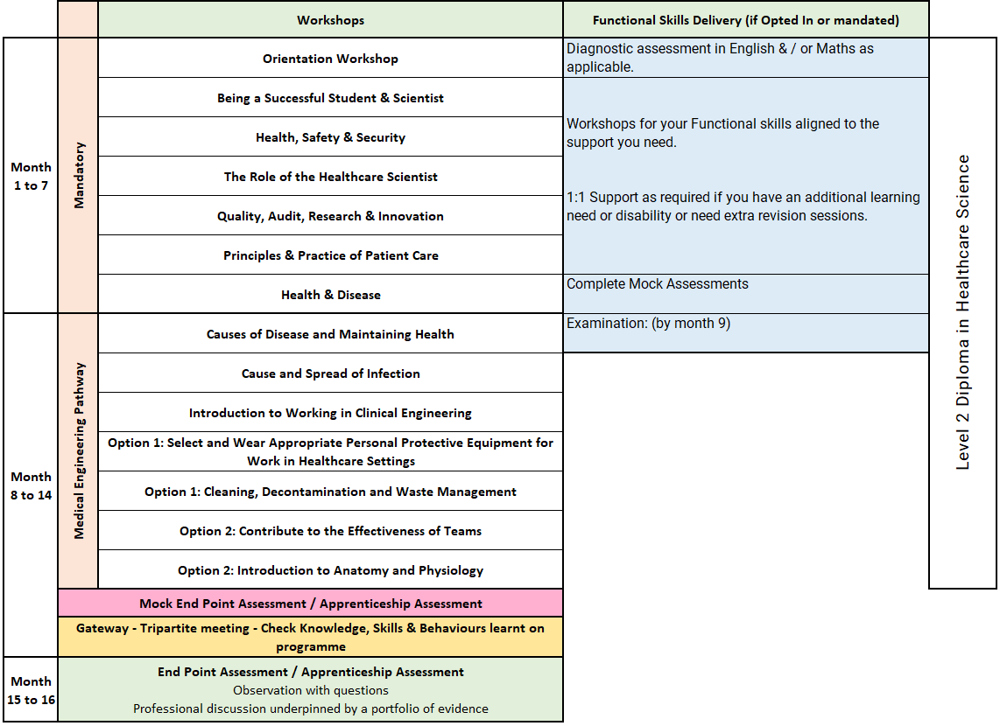 Workshops
Functional Skills Delivery (if Opted In or mandated)
Month
1 to 7
Mandatory
Orientation Workshop
Diagnostic assessment in English & / or Maths as
applicable.
Being a Successful Student & Scientist
Health, Safety & Security
The Role of the Healthcare Scientist
Quality, Audit, Research & Innovation
Principles & Practice of Patient Care
Workshops for your Functional skills aligned to the
support you need.
1:1 Support as required if you have an additional learning
need or disability or need extra revision sessions.
Health & Disease
Complete Mock Assessments
Level 2 Diploma in Healthcare Science
Month
8 to 14
Medical Engineering Pathway
Causes of Disease and Maintaining Health
Examination: (by month 9)
Cause and Spread of Infection
Introduction to Working in Clinical Engineering
Option 1: Select and Wear Appropriate Personal Protective Equipment for
Work in Healthcare Settings
Option 1: Cleaning, Decontamination and Waste Management
Option 2: Contribute to the Effectiveness of Teams
Option 2: Introduction to Anatomy and Physiology
Mock End Point Assessment / Apprenticeship Assessment
Gateway - Tripartite meeting - Check Knowledge, Skills & Behaviours learnt on
programme
Month
15 to 16
End Point Assessment / Apprenticeship Assessment
Observation with questions
Professional discussion underpinned by a portfolio of evidence